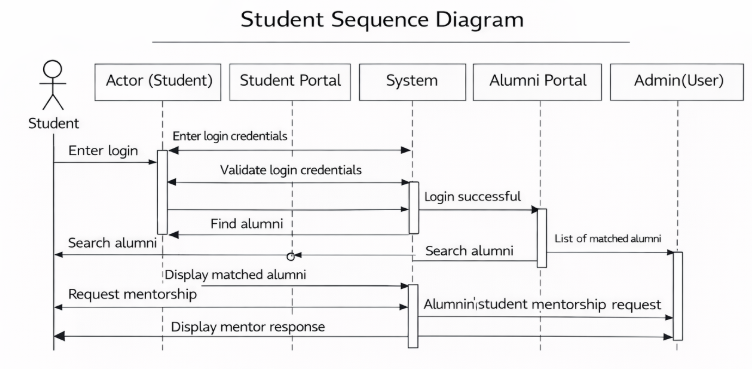 Student Sequence Diagram
Actor (Student)
Student Portal
System
Alumni Portal
Admin(User)
Student
Enter login credentials
Enter login
Validate login credentials
Login successful
Find alumni
Search alumni
List of matched alumni
Search alumni
Display matched alumni
Request mentorship
Alumnin'student mentorship request
Display mentor response